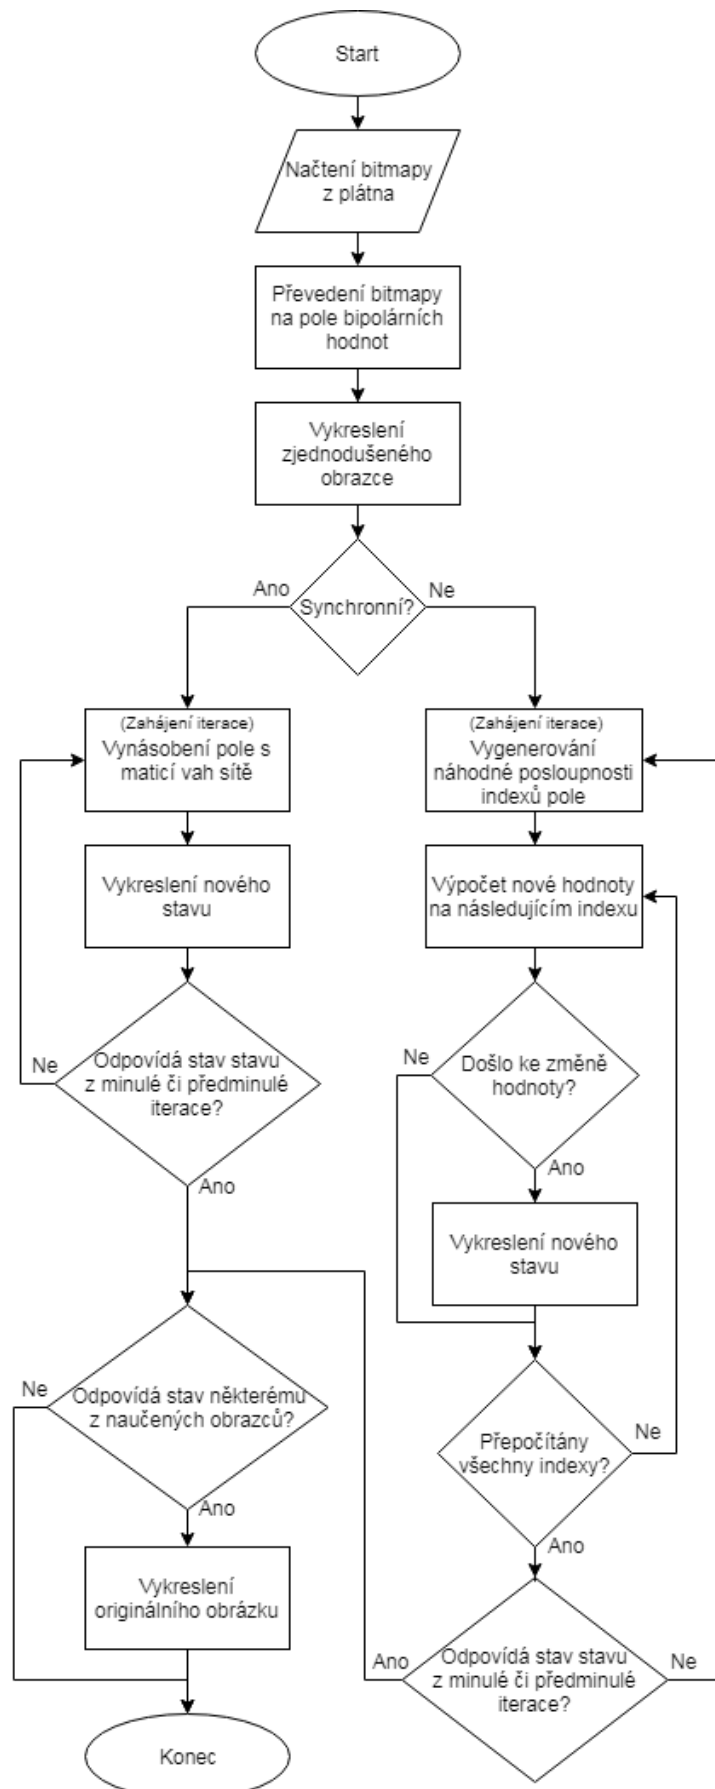 Start
Načtení bitmapy
z plátna
Převedení bitmapy
na pole bipolárních
hodnot
Vykreslení
zjednodušeného
obrazce
Synchronní?
Ano
Ne
(Zahájení iterace)
Vynásobení pole s
maticí vah sítě
Vykreslení nového
stavu
Odpovídá stav stavu
z minulé či předminulé
iterace?
Ne
Ano
(Zahájení iterace)
Vygenerování
náhodné posloupnosti
indexů pole
Výpočet nové hodnoty
na následujícím indexu
Došlo ke změně
hodnoty?
Ne
Ano
Vykreslení nového
stavu
Přepočítány
všechny indexy?
Ne
Ano
Odpovídá stav stavu
z minulé či předminulé
iterace?
Ano
Ne
Odpovídá stav některému
z naučených obrazců?
Ne
Ano
Vykreslení
originálního obrázku
Konec